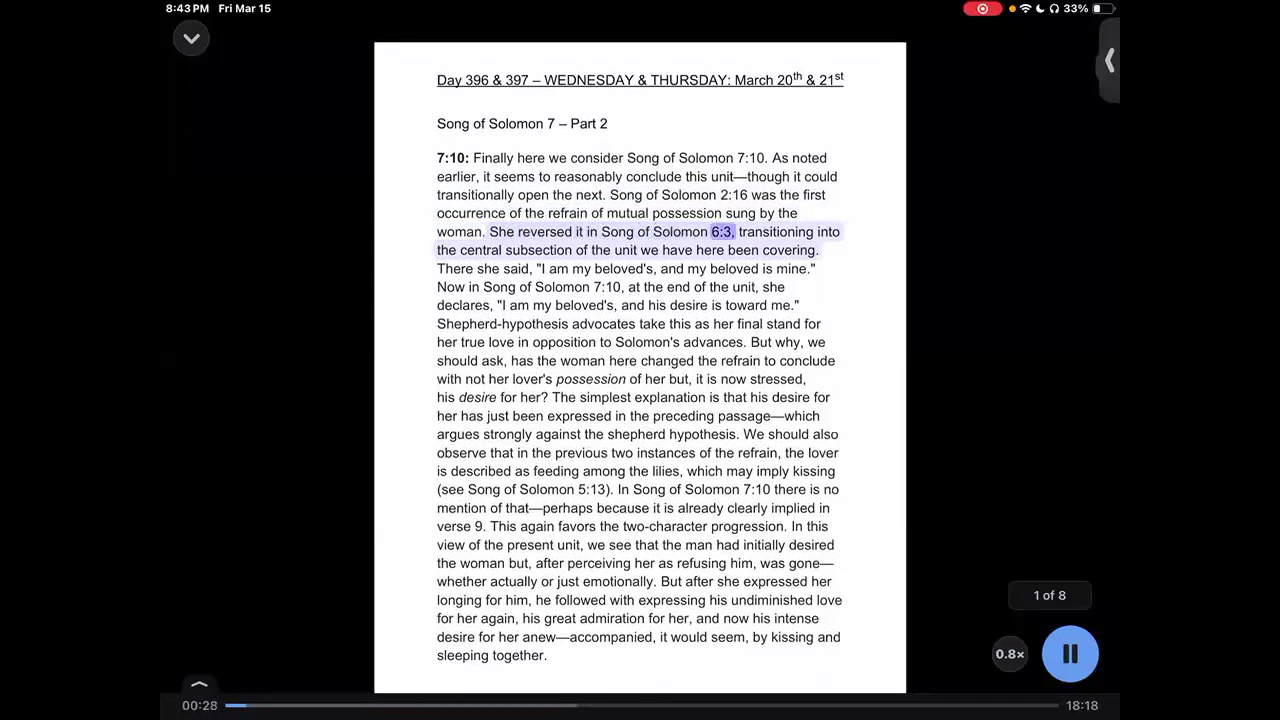 8:43 PM Fri Mar 15
33%
Day 396 & 397 – WEDNESDAY & THURSDAY: March 20th & 21st
Song of Solomon 7 – Part 2
7:10: Finally here we consider Song of Solomon 7:10. As noted
earlier, it seems to reasonably conclude this unit—though it could
transitionally open the next. Song of Solomon 2:16 was the first
occurrence of the refrain of mutual possession sung by the
woman. She reversed it in Song of Solomon 6:3, transitioning into
the central subsection of the unit we have here been covering.
There she said, "I am my beloved's, and my beloved is mine."
Now in Song of Solomon 7:10, at the end of the unit, she
declares, "I am my beloved's, and his desire is toward me."
Shepherd-hypothesis advocates take this as her final stand for
her true love in opposition to Solomon's advances. But why, we
should ask, has the woman here changed the refrain to conclude
with not her lover's possession of her but, it is now stressed,
his desire for her? The simplest explanation is that his desire for
her has just been expressed in the preceding passage—which
argues strongly against the shepherd hypothesis. We should also
observe that in the previous two instances of the refrain, the lover
is described as feeding among the lilies, which may imply kissing
(see Song of Solomon 5:13). In Song of Solomon 7:10 there is no
mention of that—perhaps because it is already clearly implied in
verse 9. This again favors the two-character progression. In this
view of the present unit, we see that the man had initially desired
the woman but, after perceiving her as refusing him, was gone—
whether actually or just emotionally. But after she expressed her
longing for him, he followed with expressing his undiminished love
for her again, his great admiration for her, and now his intense
desire for her anew—accompanied, it would seem, by kissing and
sleeping together.
1 of 8
0.8×
00:28
18:18